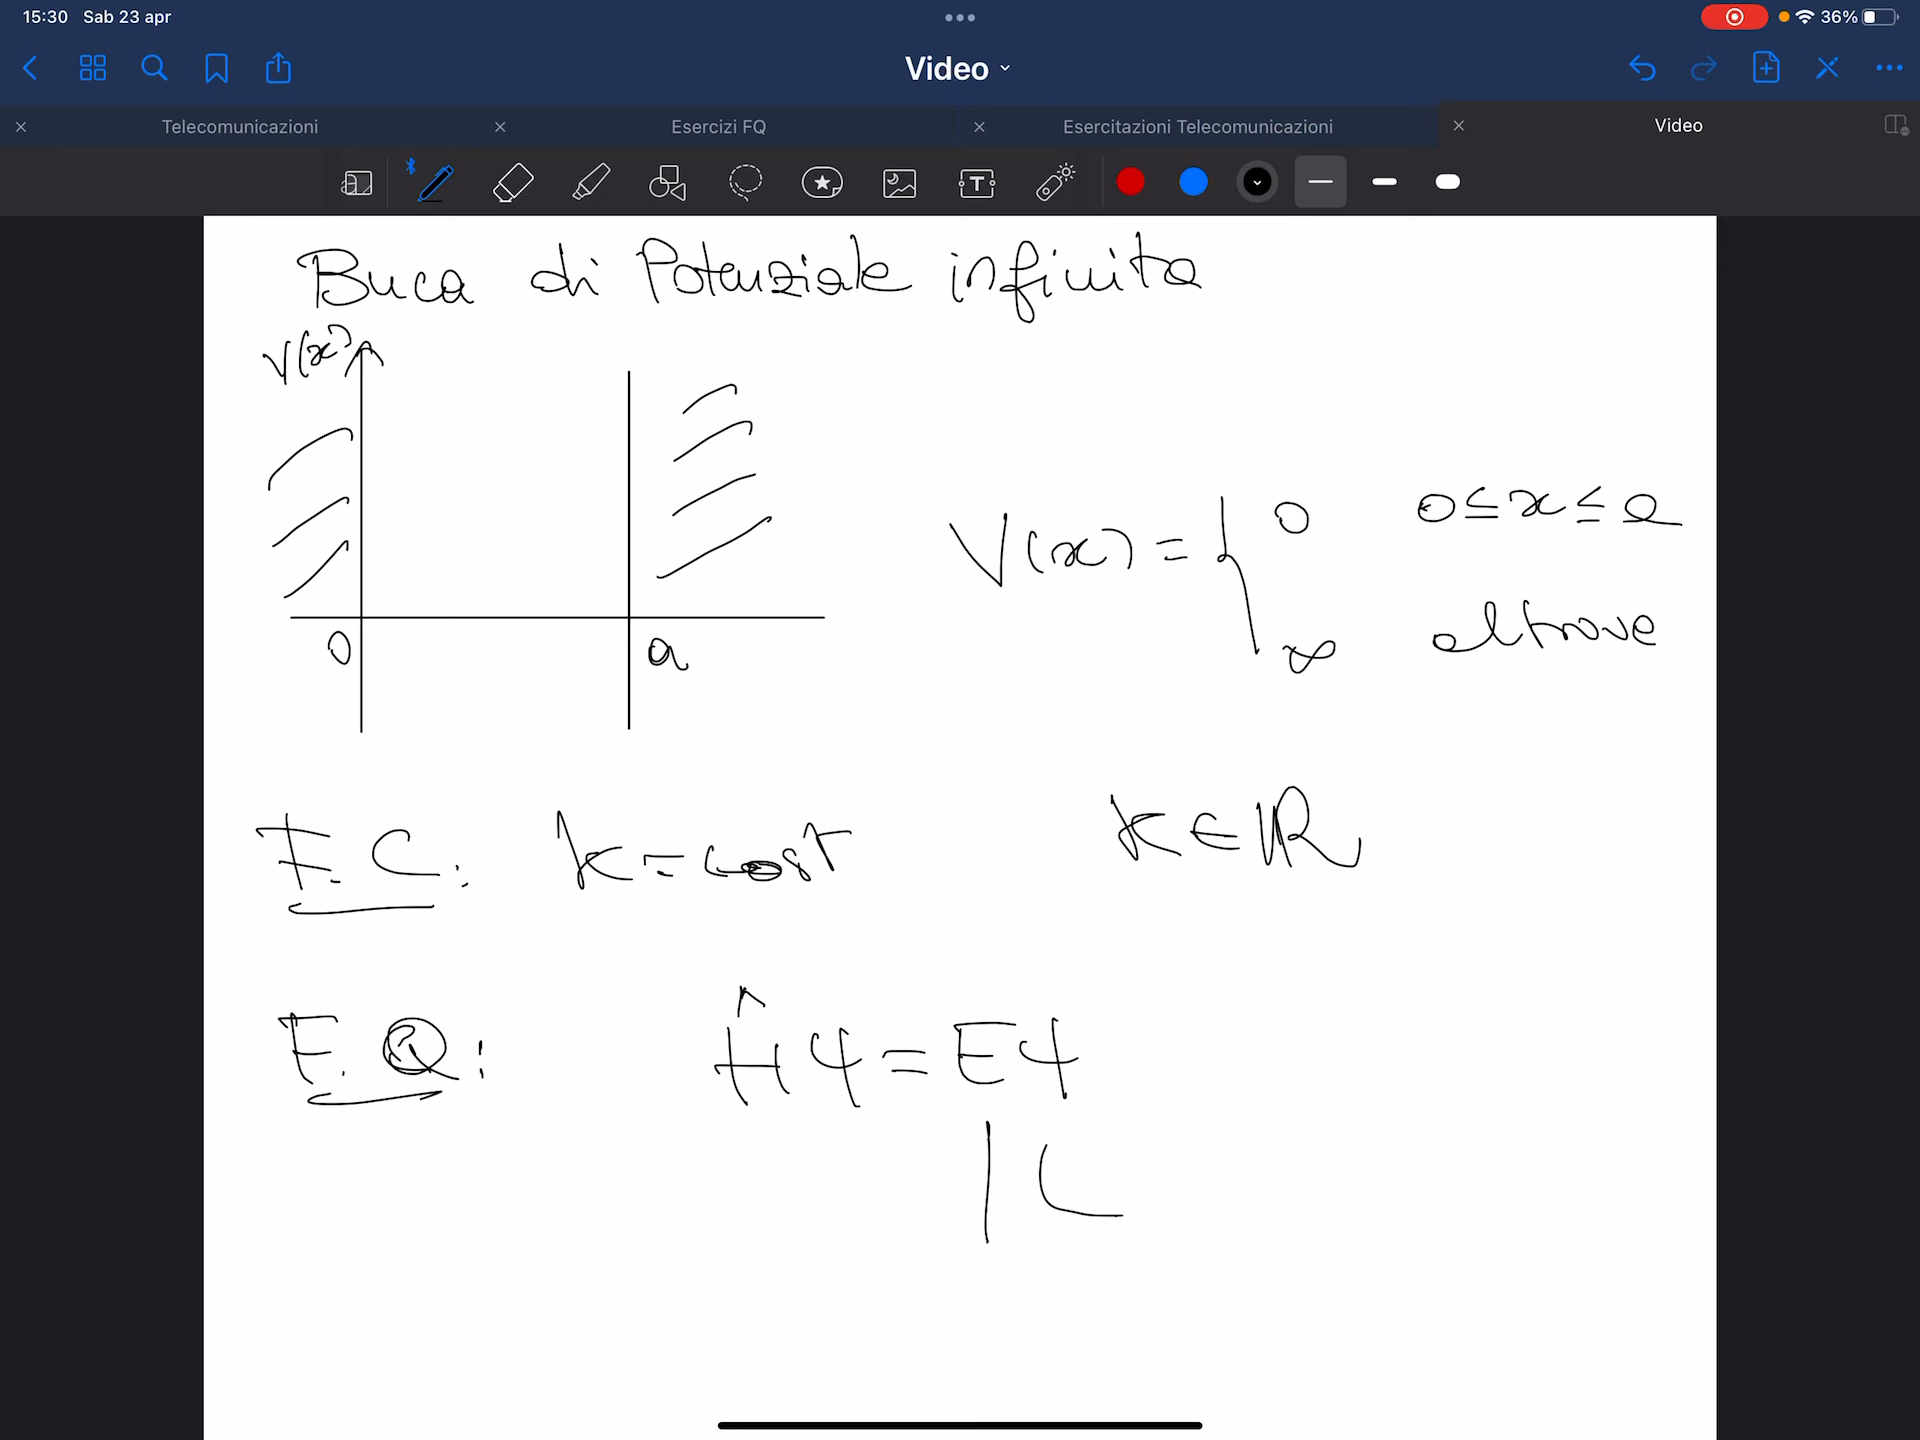 15:30 Sab 23 apr
36%
Video
Telecomunicazioni
Esercizi FQ
Esercitazioni Telecomunicazioni
Video
T
Buca di Potenziale infinita
V(x)
V(x) = { 0 0≤x≤a
∞ altrove
0 a
F.C: K=cost K∈ℝ
F.Q: Ĥψ=Eψ